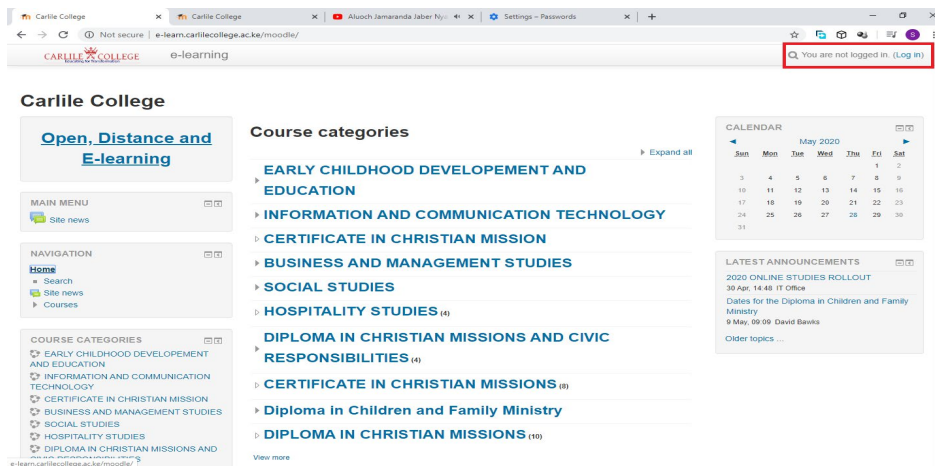 Carlile College
Carlile College
Aluoch Jamaranda Jaber Nya
Settings – Passwords
Not secure | e-learn.carlilecollege.ac.ke/moodle/
S
CARLILE COLLEGE
e-learning
You are not logged in. (Log in)
Carlile College
Open, Distance and
E-learning
MAIN MENU
Site news
NAVIGATION
Home
Search
Site news
Courses
COURSE CATEGORIES
EARLY CHILDHOOD DEVELOPEMENT
AND EDUCATION
INFORMATION AND COMMUNICATION
TECHNOLOGY
CERTIFICATE IN CHRISTIAN MISSION
BUSINESS AND MANAGEMENT STUDIES
SOCIAL STUDIES
HOSPITALITY STUDIES
DIPLOMA IN CHRISTIAN MISSIONS AND
CIVIC RESPONSIBILITIES
e-learn.carlilecollege.ac.ke/moodle/
Course categories
Expand all
EARLY CHILDHOOD DEVELOPEMENT AND
EDUCATION
INFORMATION AND COMMUNICATION TECHNOLOGY
CERTIFICATE IN CHRISTIAN MISSION
BUSINESS AND MANAGEMENT STUDIES
SOCIAL STUDIES
HOSPITALITY STUDIES (4)
DIPLOMA IN CHRISTIAN MISSIONS AND CIVIC
RESPONSIBILITIES (4)
CERTIFICATE IN CHRISTIAN MISSIONS (8)
Diploma in Children and Family Ministry
DIPLOMA IN CHRISTIAN MISSIONS (10)
View more
CALENDAR
May 2020
Sun Mon Tue Wed Thu Fri Sat
1 2
3 4 5 6 7 8 9
10 11 12 13 14 15 16
17 18 19 20 21 22 23
24 25 26 27 28 29 30
31
LATEST ANNOUNCEMENTS
2020 ONLINE STUDIES ROLLOUT
30 Apr, 14:48 IT Office
Dates for the Diploma in Children and Family
Ministry
9 May, 09:09 David Bawks
Older topics ...